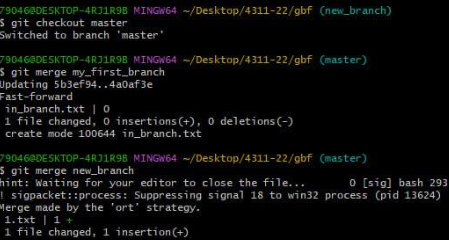 79046@DESKTOP-4RJ1R9B MINGW64 ~/Desktop/4311-22/gbf (new_branch)
$ git checkout master
Switched to branch 'master'
79046@DESKTOP-4RJ1R9B MINGW64 ~/Desktop/4311-22/gbf (master)
$ git merge my_first_branch
Updating 5b3ef94..4a0af3e
Fast-forward
in_branch.txt | 0
1 file changed, 0 insertions(+), 0 deletions(-)
create mode 100644 in_branch.txt
79046@DESKTOP-4RJ1R9B MINGW64 ~/Desktop/4311-22/gbf (master)
$ git merge new_branch
hint: Waiting for your editor to close the file... 0 [sig] bash 293
! sigpacket::process: Suppressing signal 18 to win32 process (pid 13624)
Merge made by the 'ort' strategy.
1.txt | 1 +
1 file changed, 1 insertion(+)